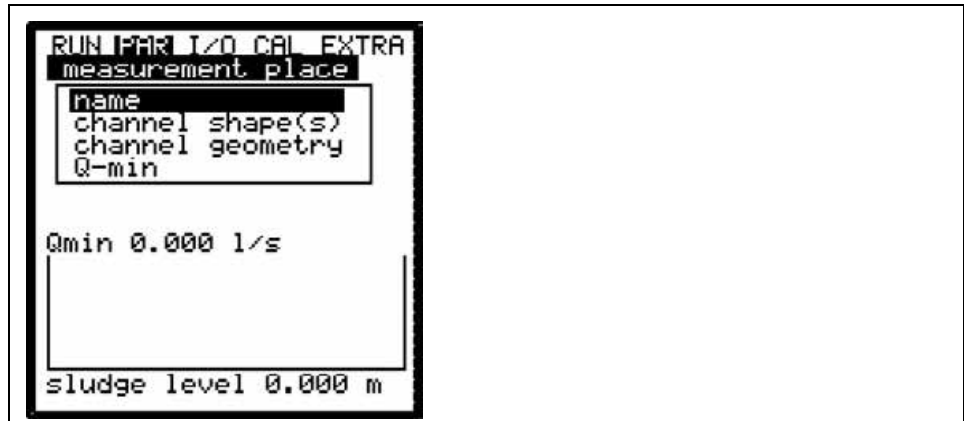 RUN PAR I/O CAL EXTRA
measurement place
name
channel shape(s)
channel geometry
Q-min
Qmin 0.000 l/s
sludge level 0.000 m